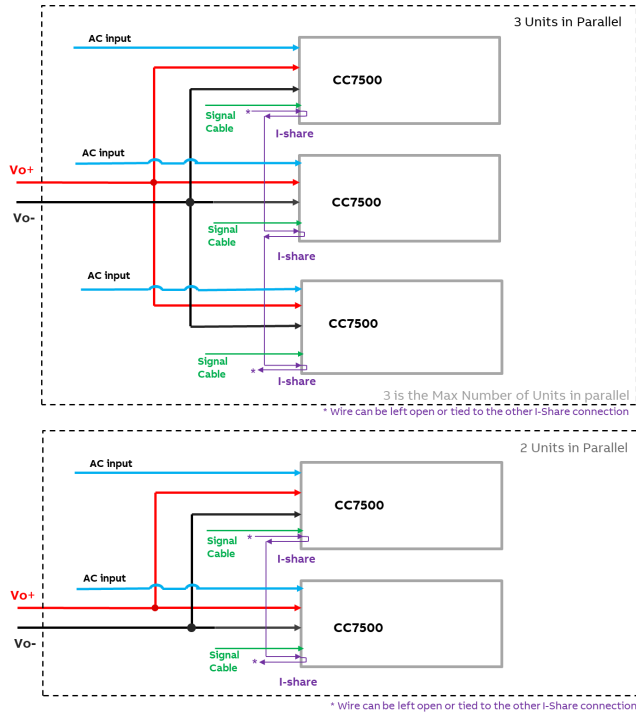 3 Units in Parallel
AC input
CC7500
Signal
Cable
*
I-share
AC input
Vo+
CC7500
Vo-
Signal
Cable
I-share
AC input
CC7500
Signal
Cable
*
I-share
3 is the Max Number of Units in parallel
* Wire can be left open or tied to the other I-Share connection
2 Units in Parallel
AC input
CC7500
Signal
Cable
*
I-share
AC input
Vo+
CC7500
Vo-
Signal
Cable
*
I-share
* Wire can be left open or tied to the other I-Share connection